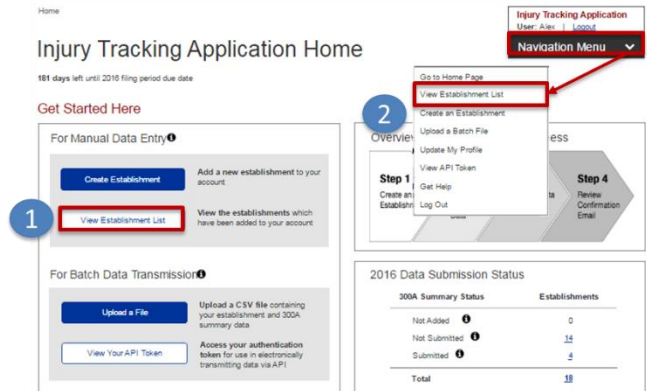 Home
Injury Tracking Application
User: Alex | Logout
Navigation Menu
Injury Tracking Application Home
181 days left until 2016 filing period due date
Go to Home Page
View Establishment List
Create an Establishment
Upload a Batch File
Update My Profile
View API Token
Get Help
Log Out
2
Get Started Here
For Manual Data Entry
Create Establishment
Add a new establishment to your
account
1
View Establishment List
View the establishments which
have been added to your account
Overview
ess
Step 1
Create an
Establishm
Data
ta
Step 4
Review
Confirmation
Email
For Batch Data Transmission
Upload a File
Upload a CSV file containing
your establishment and 300A
summary data
View Your API Token
Access your authentication
token for use in electronically
transmitting data via API
2016 Data Submission Status
300A Summary Status Establishments
Not Added 0
Not Submitted 14
Submitted 4
Total 18